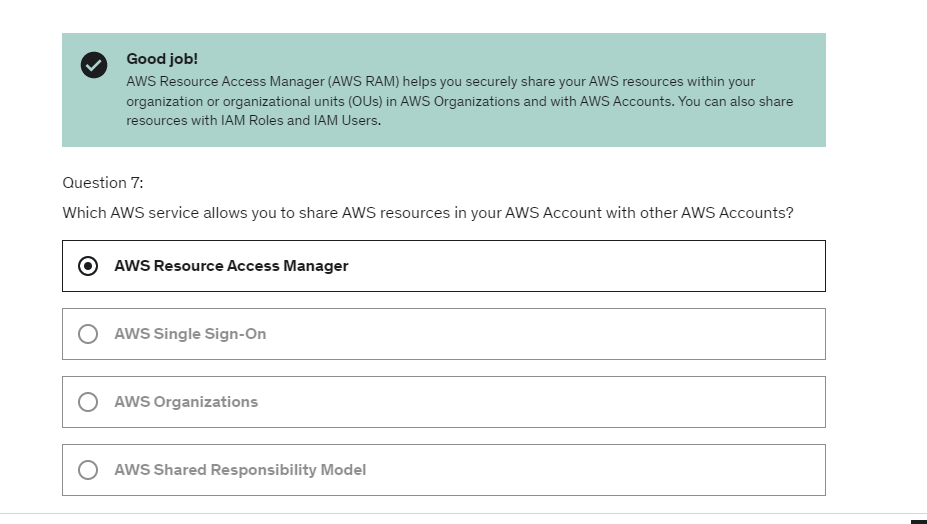 Good job!
AWS Resource Access Manager (AWS RAM) helps you securely share your AWS resources within your
organization or organizational units (OUs) in AWS Organizations and with AWS Accounts. You can also share
resources with IAM Roles and IAM Users.
Question 7:
Which AWS service allows you to share AWS resources in your AWS Account with other AWS Accounts?
AWS Resource Access Manager
AWS Single Sign-On
AWS Organizations
AWS Shared Responsibility Model